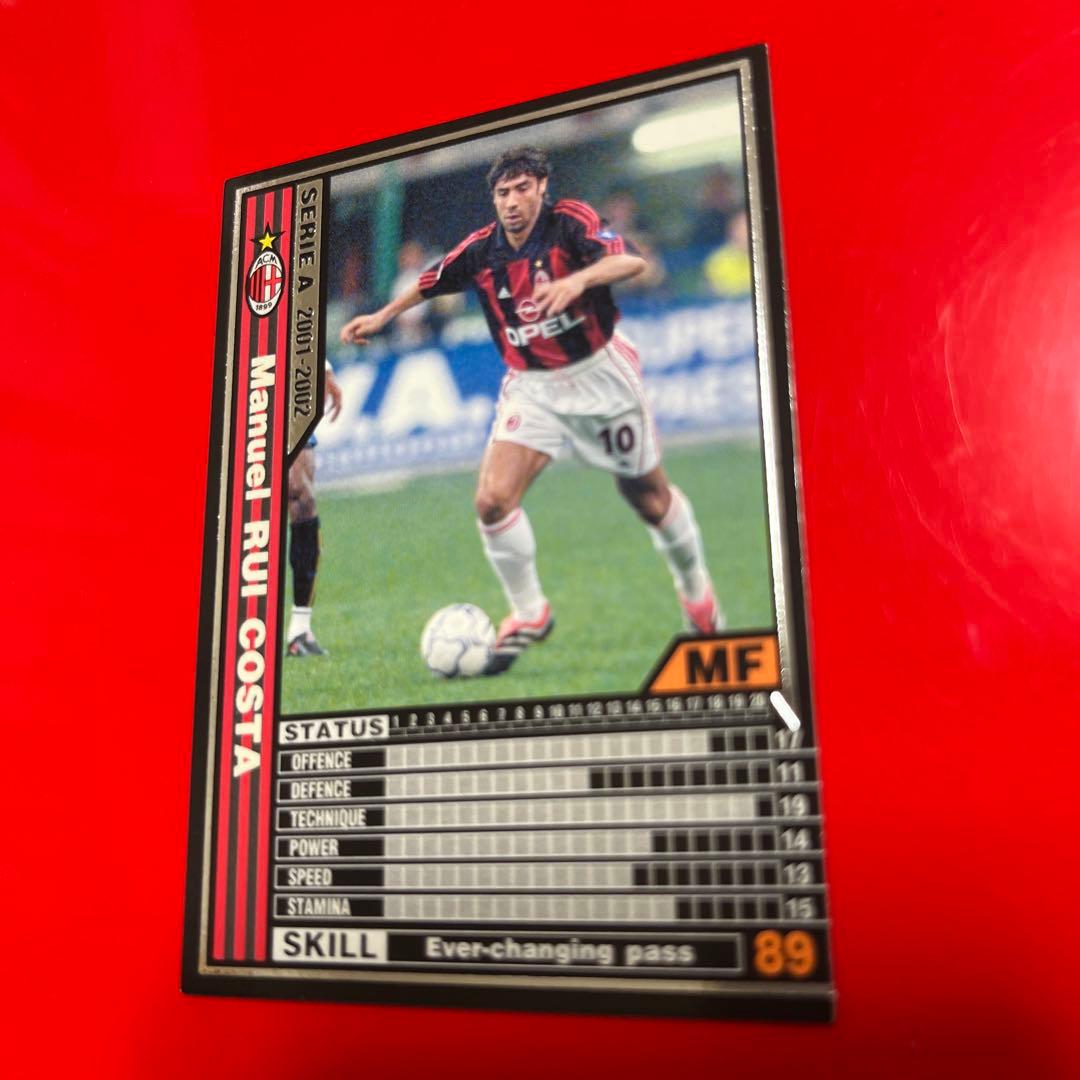 SERIE A 2001-2002
ACM
1899
Manuel RUI COSTA
OPEL
10
MF
STATUS 1 2 3 4 5 6 7 8 9 10 11 12 13 14 15 16 17 18 19 20
OFFENCE 17
DEFENCE 11
TECHNIQUE 19
POWER 14
SPEED 13
STAMINA 15
SKILL Ever-changing pass 89